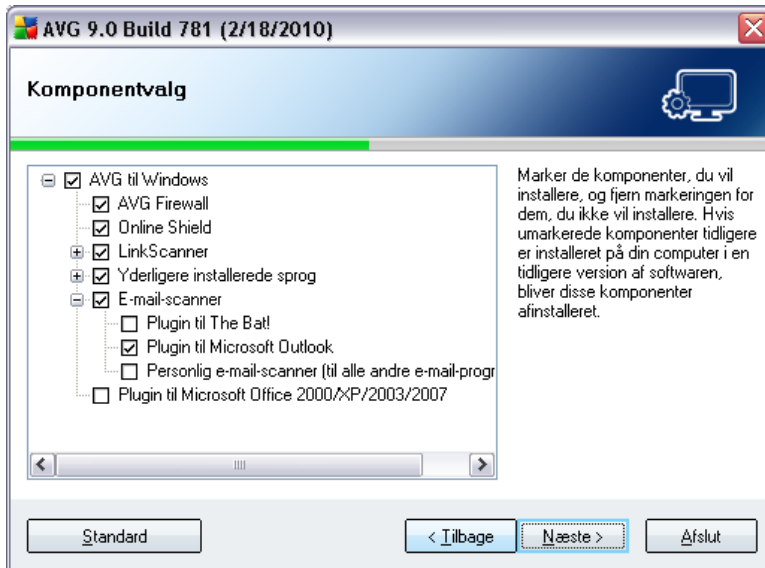 AVG 9.0 Build 781 (2/18/2010)
Komponentvalg
AVG til Windows
AVG Firewall
Online Shield
LinkScanner
Yderligere installerede sprog
E-mail-scanner
Plugin til The Bat!
Plugin til Microsoft Outlook
Personlig e-mail-scanner (til alle andre e-mail-progr
Plugin til Microsoft Office 2000/XP/2003/2007
Marker de komponenter, du vil
installere, og fjern markeringen for
dem, du ikke vil installere. Hvis
umarkerede komponenter tidligere
er installeret på din computer i en
tidligere version af softwaren,
bliver disse komponenter
afinstalleret.
Standard
< Tilbage
Næste >
Afslut